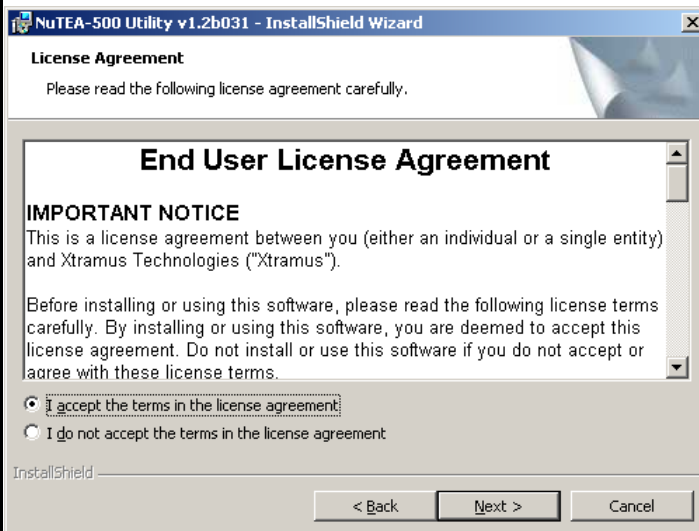 NuTEA-500 Utility v1.2b031 - InstallShield Wizard
License Agreement
Please read the following license agreement carefully.
End User License Agreement
IMPORTANT NOTICE
This is a license agreement between you (either an individual or a single entity)
and Xtramus Technologies ("Xtramus").
Before installing or using this software, please read the following license terms
carefully. By installing or using this software, you are deemed to accept this
license agreement. Do not install or use this software if you do not accept or
agree with these license terms.
I accept the terms in the license agreement
I do not accept the terms in the license agreement
InstallShield
< Back
Next >
Cancel